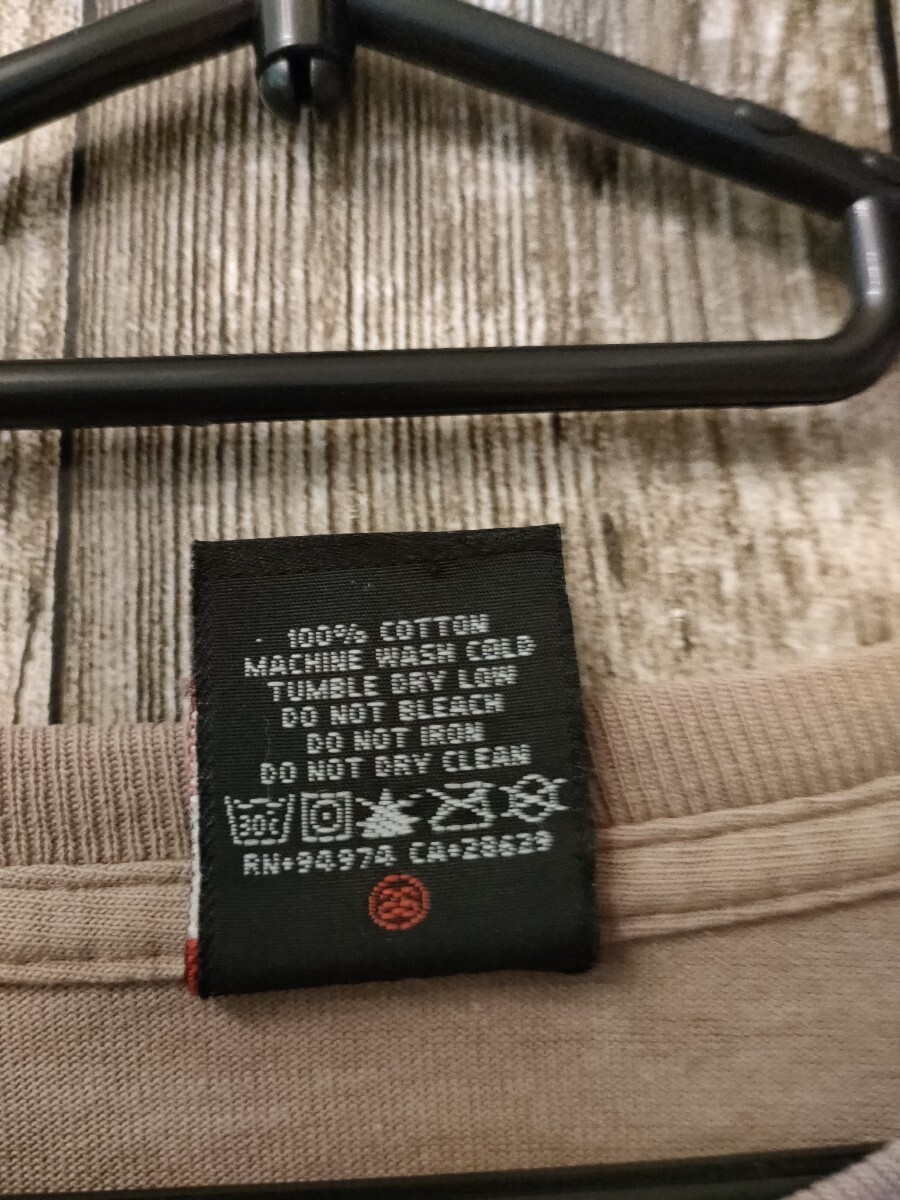 100% COTTON
MACHINE WASH COLD
TUMBLE DRY LOW
DO NOT BLEACH
DO NOT IRON
DO NOT DRY CLEAN
30C
RN#94974 CA#28629